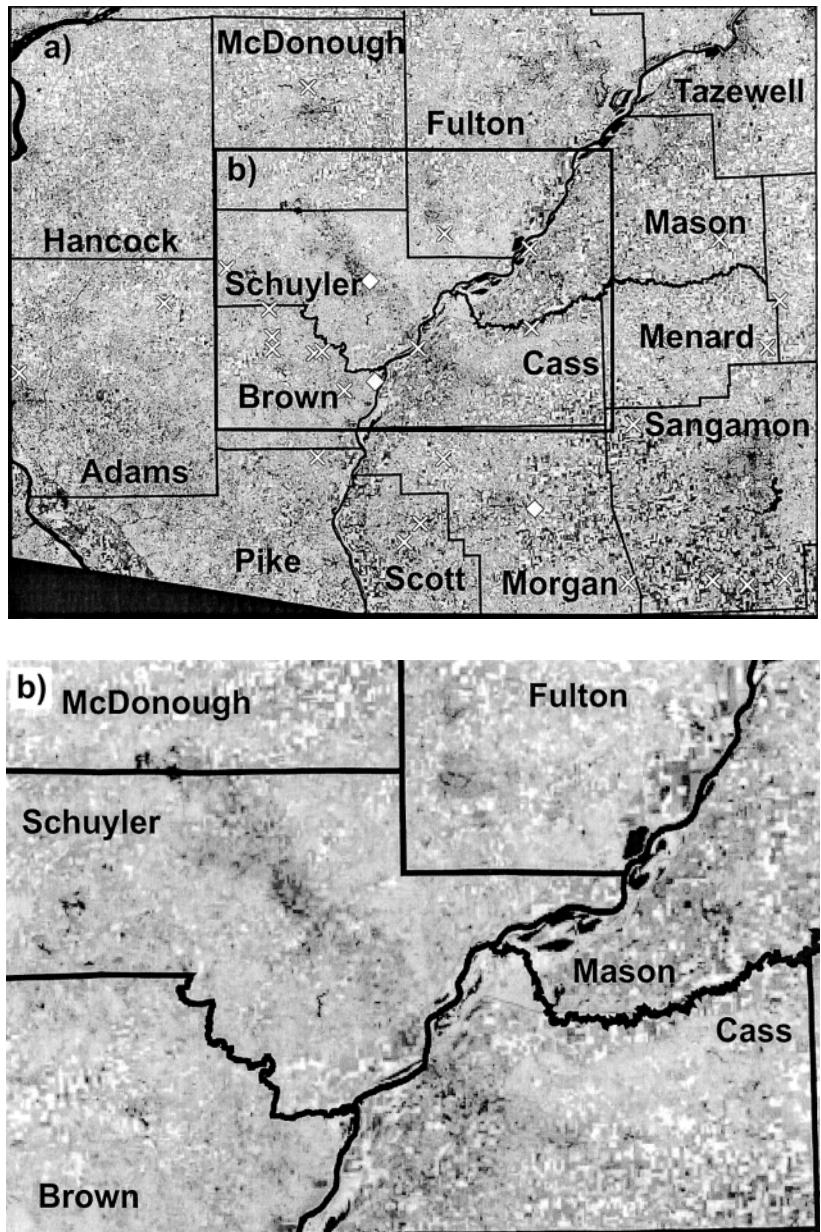 a)
McDonough
Tazewell
Fulton
b)
Mason
Hancock
Schuyler
Menard
Cass
Brown
Sangamon
Adams
Pike
Scott
Morgan
b)
McDonough
Fulton
Schuyler
Mason
Cass
Brown